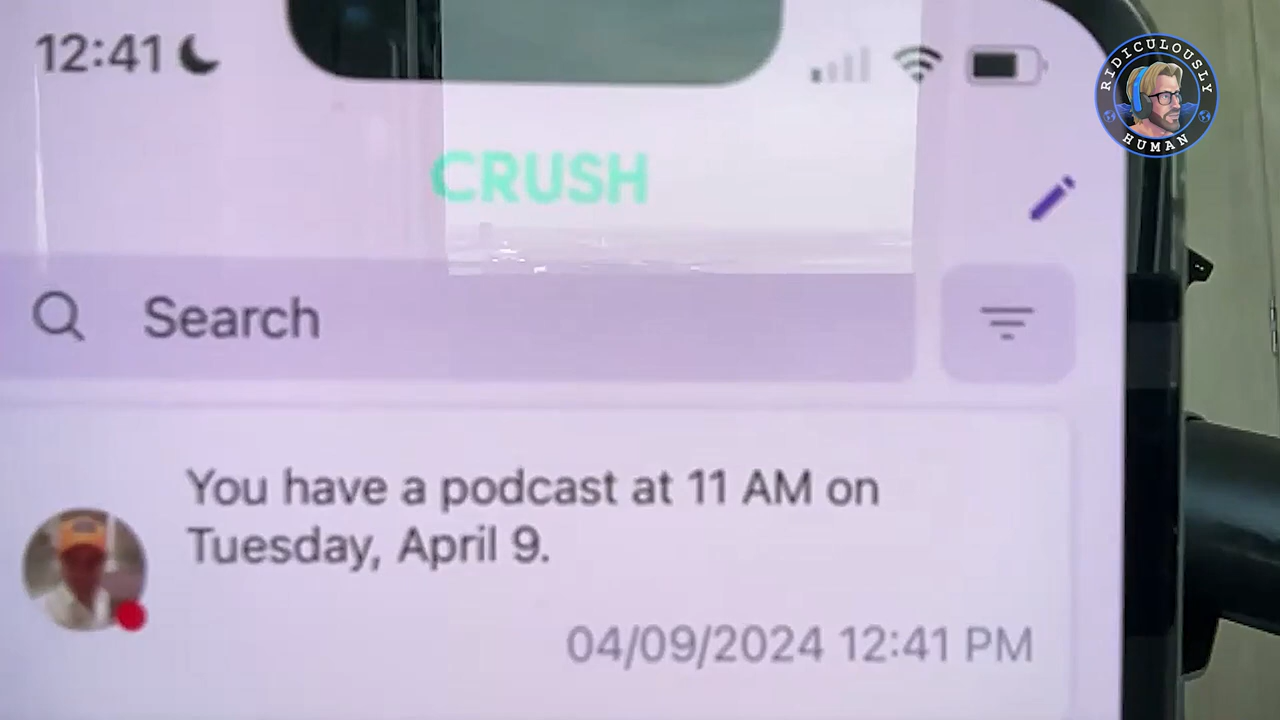 12:41
RIDICULOUSLY
HUMAN
CRUSH
Search
You have a podcast at 11 AM on
Tuesday, April 9.
04/09/2024 12:41 PM